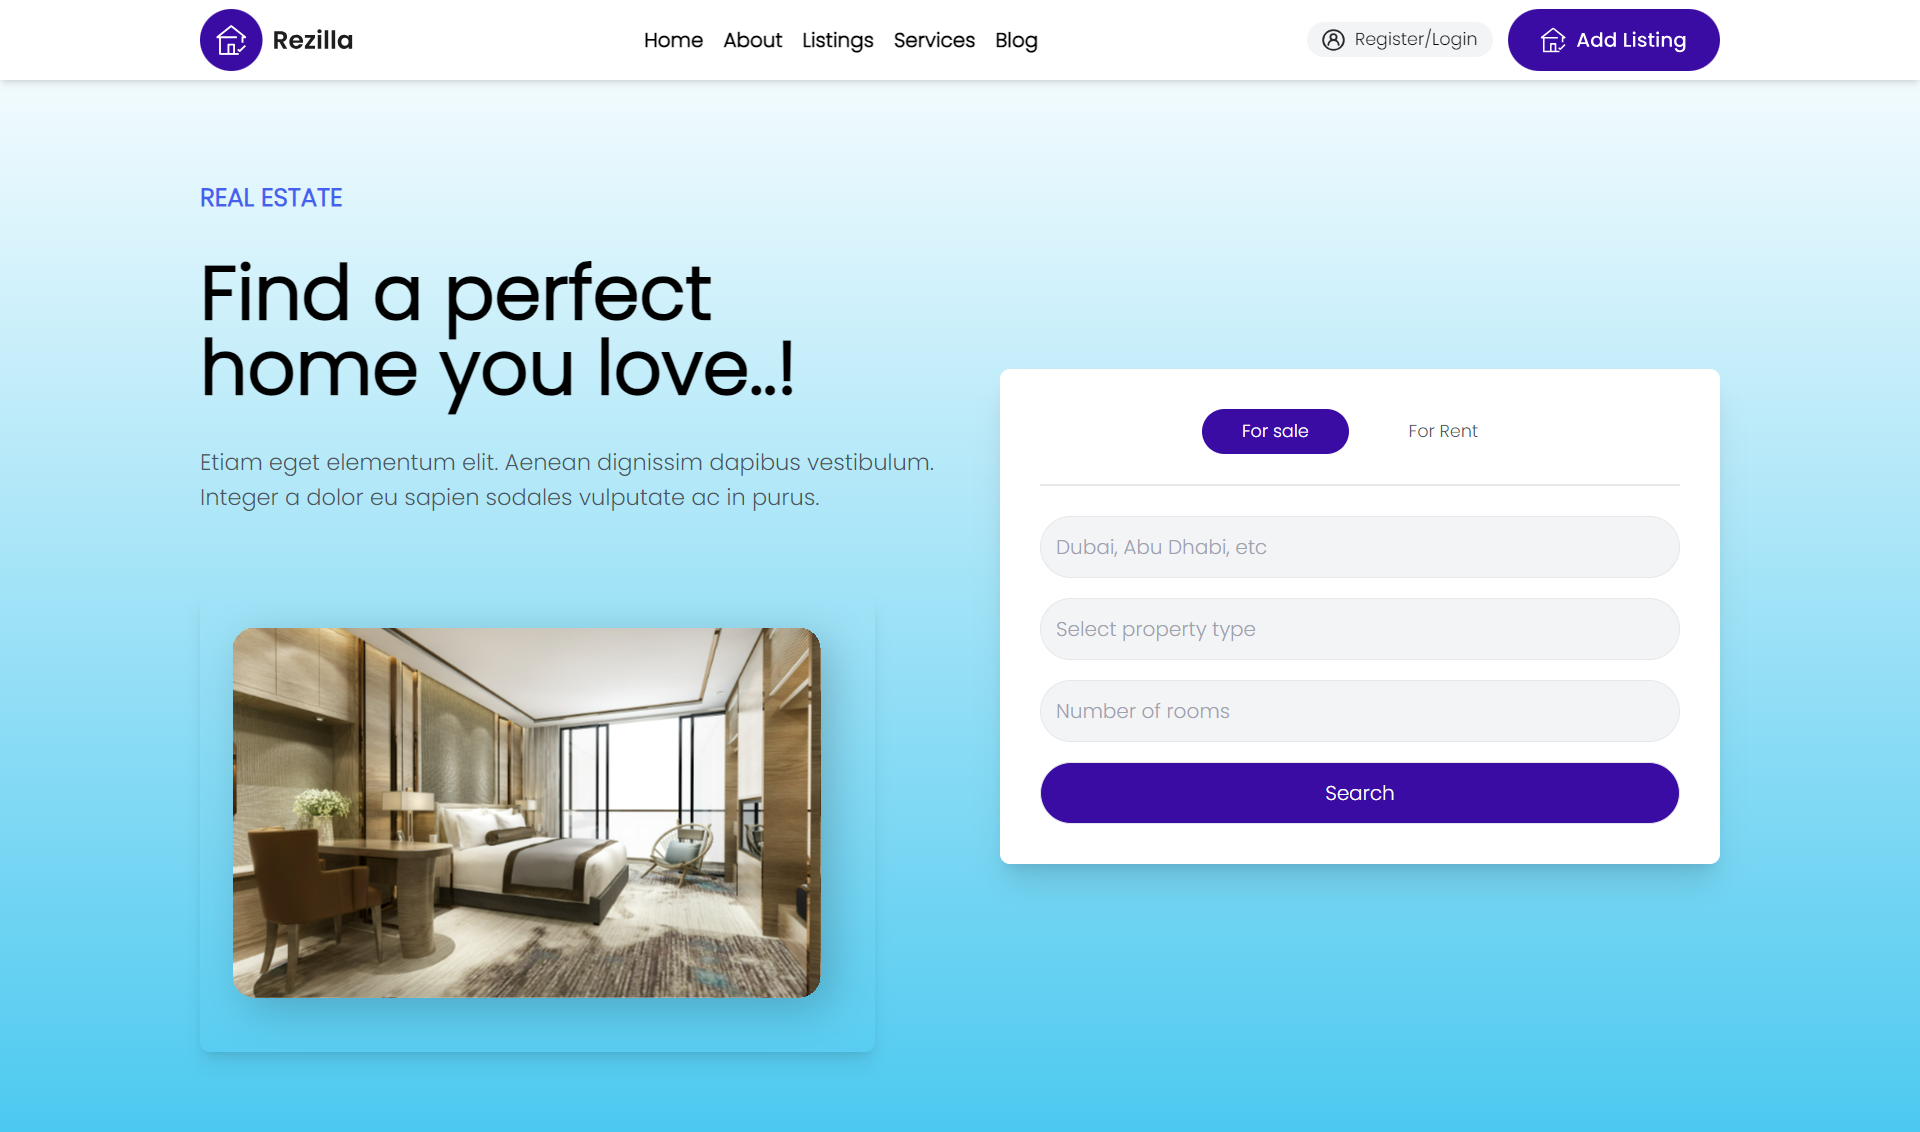 Rezilla
Home About Listings Services Blog
Register/Login
Add Listing
REAL ESTATE
Find a perfect
home you love..!
Etiam eget elementum elit. Aenean dignissim dapibus vestibulum.
Integer a dolor eu sapien sodales vulputate ac in purus.
For sale For Rent
Dubai, Abu Dhabi, etc
Select property type
Number of rooms
Search